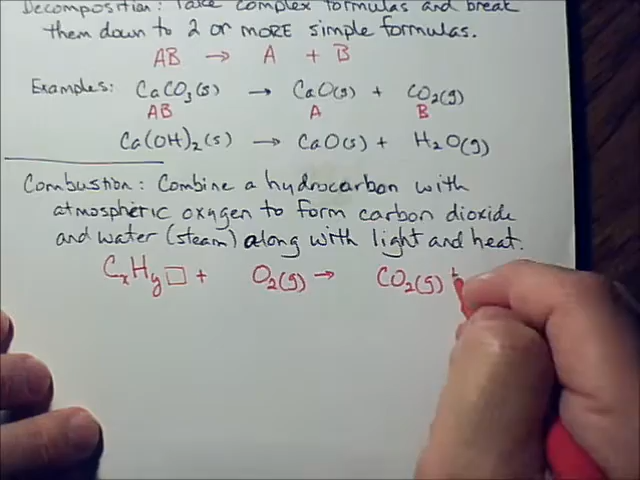 Decomposition: Take complex formulas and break
them down to 2 or MORE simple formulas.
AB → A + B
Examples: CaCO₃(s) → CaO(s) + CO₂(g)
AB A B
Ca(OH)₂(s) → CaO(s) + H₂O(g)
Combustion: Combine a hydrocarbon with
atmospheric oxygen to form carbon dioxide
and water (steam) along with light and heat.
CₓHᵧ□ + O₂(g) → CO₂(g) +